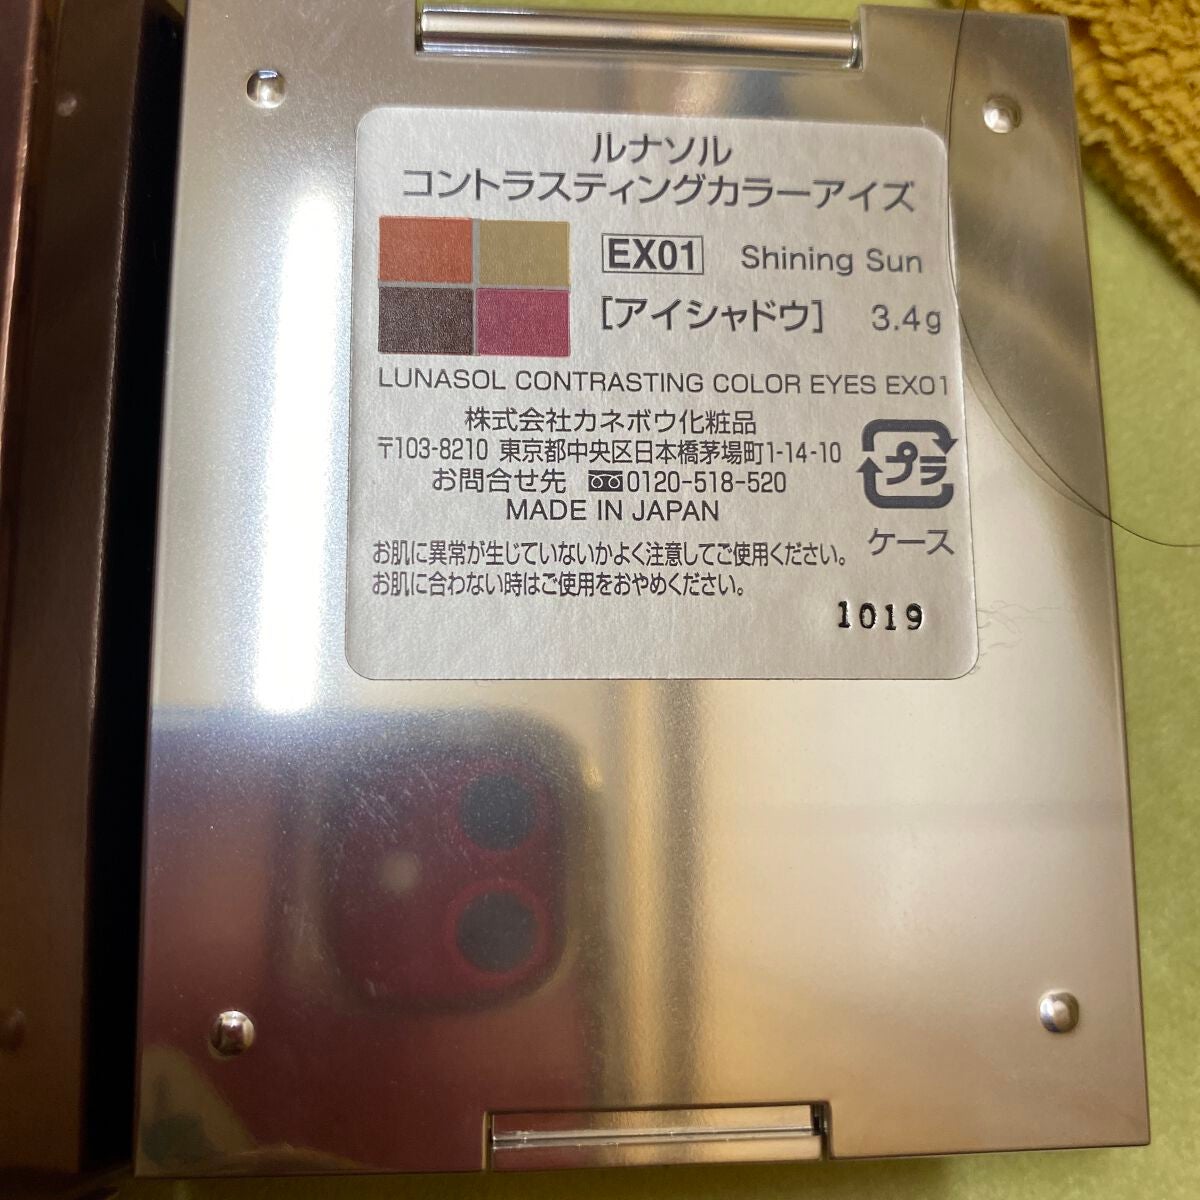 ルナソル
コントラスティングカラーアイズ
EX01 Shining Sun
[アイシャドウ] 3.4g
LUNASOL CONTRASTING COLOR EYES EX01
株式会社カネボウ化粧品
〒103-8210 東京都中央区日本橋茅場町1-14-10
お問合せ先 0120-518-520
MADE IN JAPAN
プラ
ケース
お肌に異常が生じていないかよく注意してご使用ください。
お肌に合わない時はご使用をおやめください。
1019